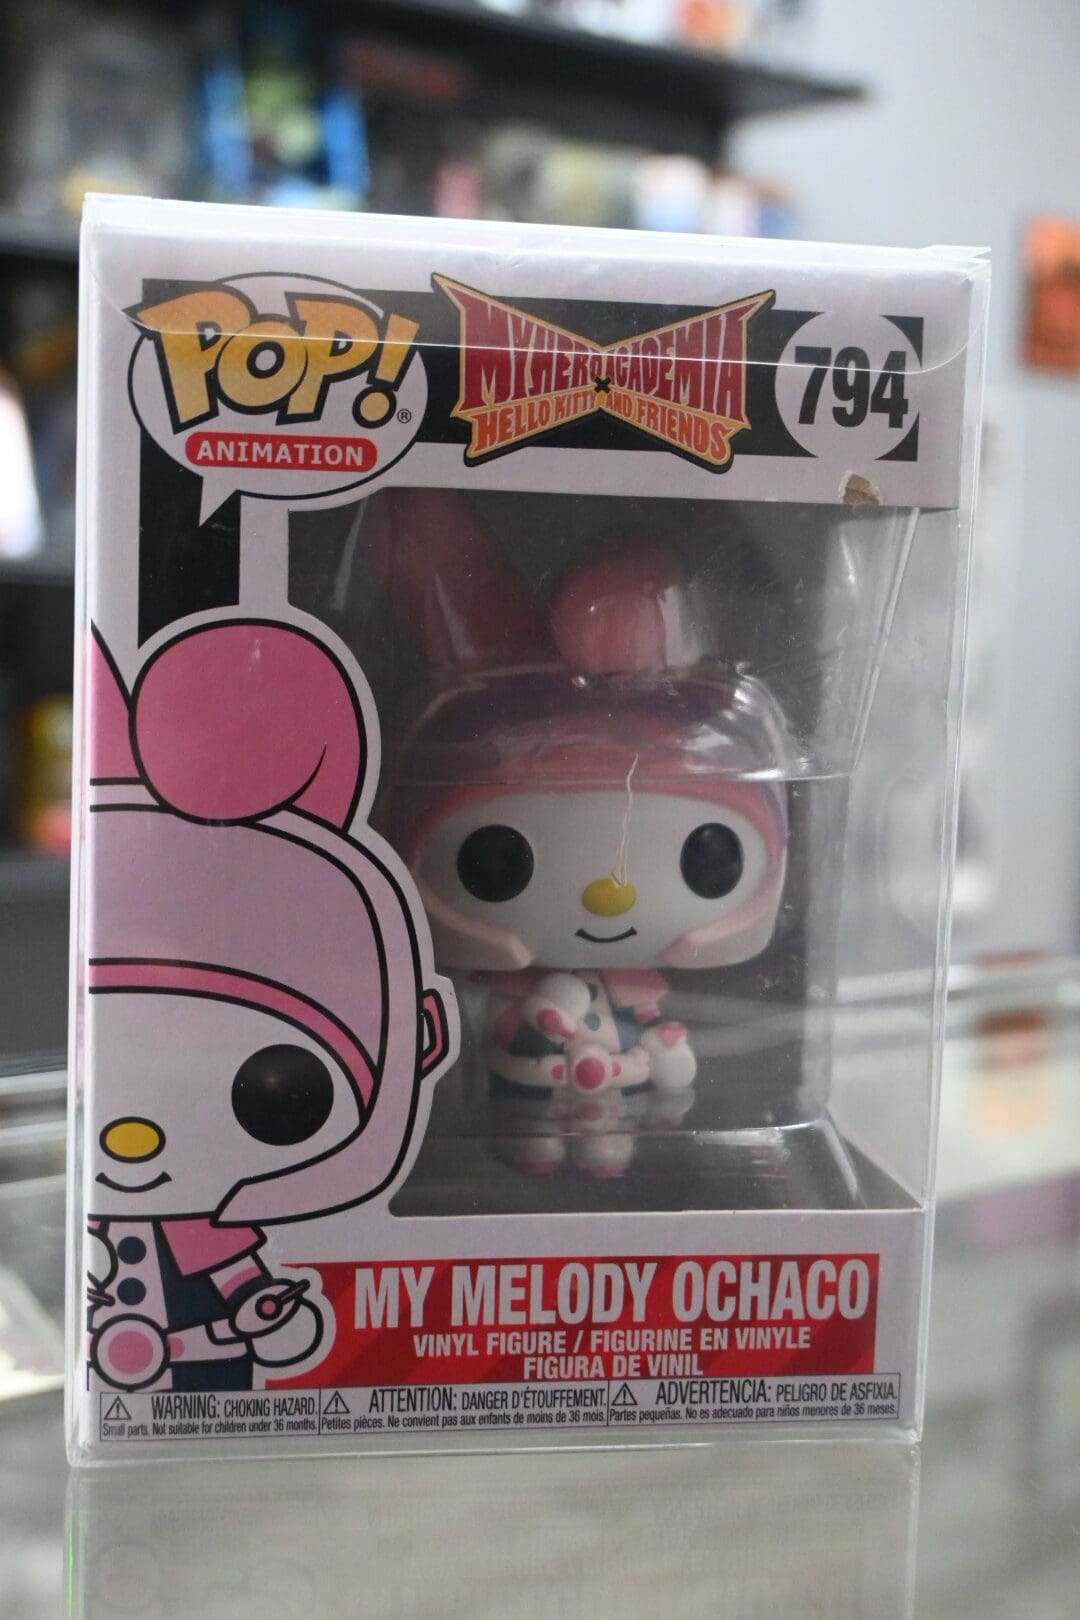 POP!®
ANIMATION
MY HERO ACADEMIA
×
HELLO KITTY AND FRIENDS
794
MY MELODY OCHACO
VINYL FIGURE / FIGURINE EN VINYLE
FIGURA DE VINIL
WARNING: CHOKING HAZARD.
Small parts. Not suitable for children under 36 months.
ATTENTION: DANGER D'ÉTOUFFEMENT.
Petites pièces. Ne convient pas aux enfants de moins de 36 mois.
ADVERTENCIA: PELIGRO DE ASFIXIA.
Partes pequeñas. No es adecuado para niños menores de 36 meses.